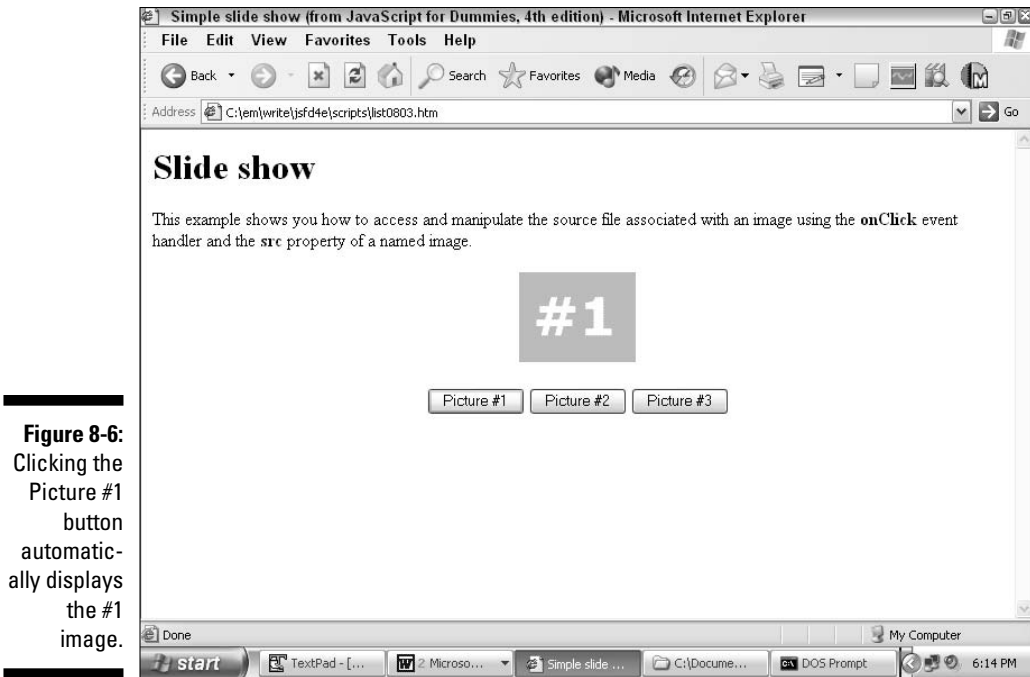 Simple slide show (from JavaScript for Dummies, 4th edition) - Microsoft Internet Explorer
File Edit View Favorites Tools Help
Back Search Favorites Media
Address C:\em\write\jsfd4e\scripts\list0803.htm Go
Slide show
This example shows you how to access and manipulate the source file associated with an image using the onClick event
handler and the src property of a named image.
#1
Picture #1 Picture #2 Picture #3
Figure 8-6:
Clicking the
Picture #1
button
automatic-
ally displays
the #1
image.
Done My Computer
start TextPad - [... 2 Microso... Simple slide ... C:\Docume... DOS Prompt 6:14 PM